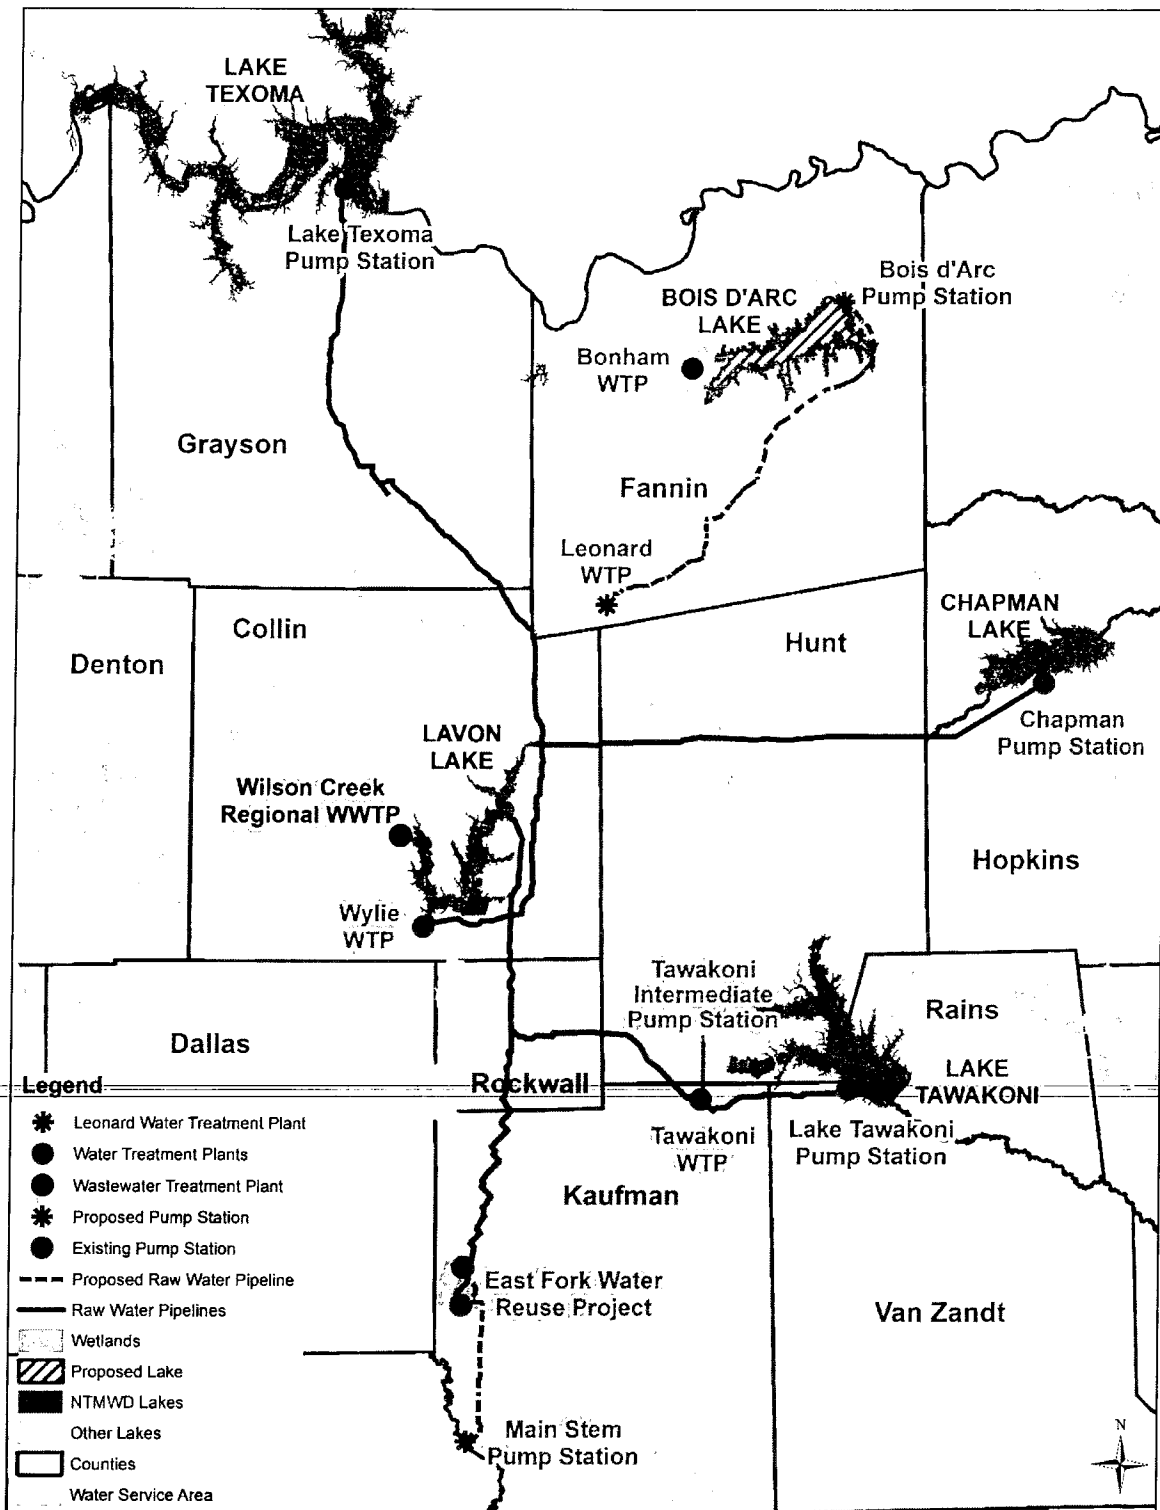 LAKE
TEXOMA
Lake Texoma
Pump Station
Bois d'Arc
Pump Station
BOIS D'ARC
LAKE
Bonham
WTP
Grayson
Fannin
Leonard
WTP
CHAPMAN
LAKE
Collin
Hunt
Denton
Chapman
Pump Station
LAVON
LAKE
Wilson Creek
Regional WWTP
Hopkins
Wylie
WTP
Tawakoni
Intermediate
Pump Station
Rains
Dallas
LAKE
TAWAKONI
Rockwall
Lake Tawakoni
Pump Station
Tawakoni
WTP
Kaufman
East Fork Water
Reuse Project
Van Zandt
Main Stem
Pump Station
N
Legend
Leonard Water Treatment Plant
Water Treatment Plants
Wastewater Treatment Plant
Proposed Pump Station
Existing Pump Station
Proposed Raw Water Pipeline
Raw Water Pipelines
Wetlands
Proposed Lake
NTMWD Lakes
Other Lakes
Counties
Water Service Area